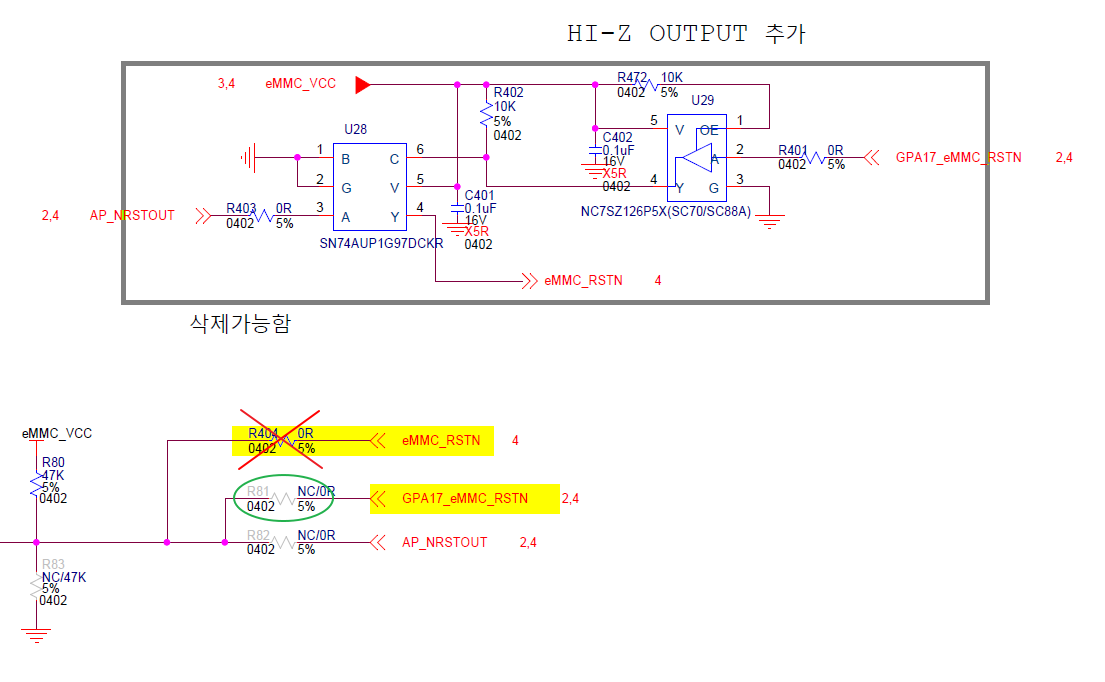 HI-Z OUTPUT 추가
3,4 eMMC_VCC
R472 10K
0402 5%
R402
10K
5%
0402
U29
U28
5 V OE 1
C402
0.1uF
16V
X5R
0402
2 A
R401 0R
0402 5%
GPA17_eMMC_RSTN 2,4
4 Y G 3
NC7SZ126P5X(SC70/SC88A)
1 B C 6
2 G V 5
3 A Y 4
C401
0.1uF
16V
X5R
0402
2,4 AP_NRSTOUT
R403 0R
0402 5%
SN74AUP1G97DCKR
eMMC_RSTN 4
삭제가능함
eMMC_VCC
R404 0R
0402 5%
eMMC_RSTN 4
R80
47K
5%
0402
R81 NC/0R
0402 5%
GPA17_eMMC_RSTN 2,4
R82 NC/0R
0402 5%
AP_NRSTOUT 2,4
R83
NC/47K
5%
0402